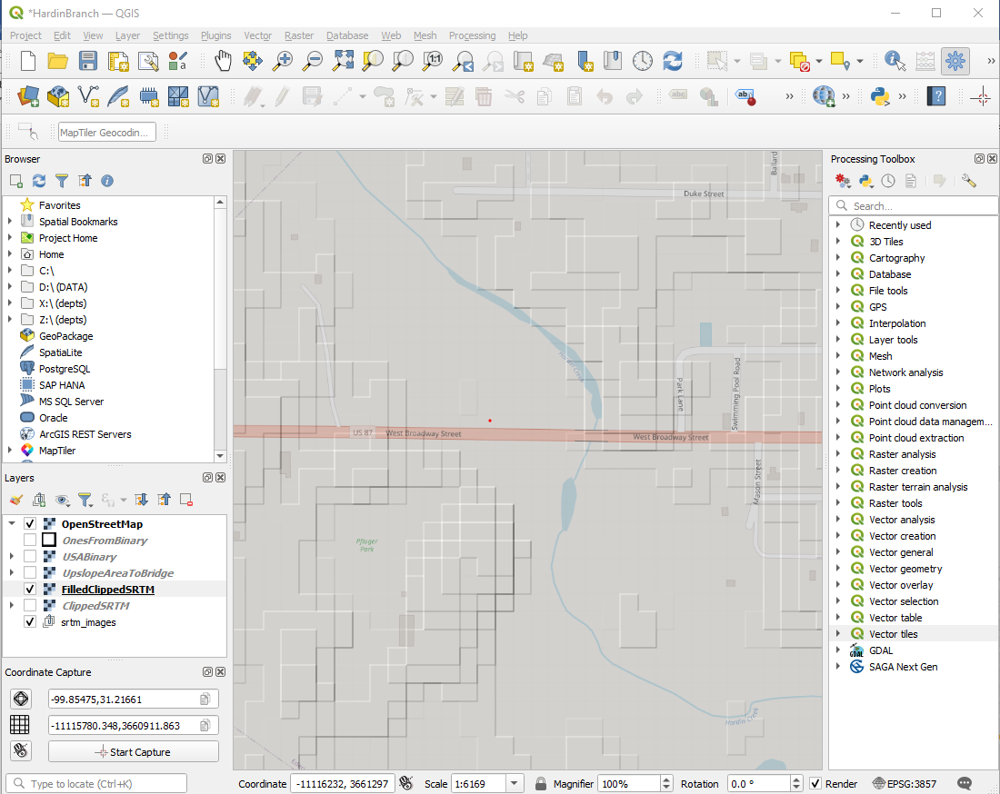 *HardinBranch — QGIS
Project Edit View Layer Settings Plugins Vector Raster Database Web Mesh Processing Help
1:1
a
abc
ab
?
MapTiler Geocodin...
Browser
Favorites
Spatial Bookmarks
Project Home
Home
C:\
D:\ (DATA)
X:\ (depts)
Z:\ (depts)
GeoPackage
SpatiaLite
PostgreSQL
SAP HANA
MS SQL Server
Oracle
ArcGIS REST Servers
MapTiler
Layers
OpenStreetMap
OnesFromBinary
USABinary
UpslopeAreaToBridge
FilledClippedSRTM
ClippedSRTM
srtm_images
Coordinate Capture
-99.85475,31.21661
-11115780.348,3660911.863
Start Capture
Type to locate (Ctrl+K)
Ballard
Duke Street
Park Lane
Swimming Pool Road
US 87
West Broadway Street
West Broadway Street
Mason Street
Pfluger
Park
Hardin Creek
Processing Toolbox
Search...
Recently used
3D Tiles
Cartography
Database
File tools
GPS
Interpolation
Layer tools
Mesh
Network analysis
Plots
Point cloud conversion
Point cloud data managem...
Point cloud extraction
Raster analysis
Raster creation
Raster terrain analysis
Raster tools
Vector analysis
Vector creation
Vector general
Vector geometry
Vector overlay
Vector selection
Vector table
Vector tiles
GDAL
SAGA Next Gen
Coordinate -11116232, 3661297 Scale 1:6169 Magnifier 100% Rotation 0.0 ° Render EPSG:3857